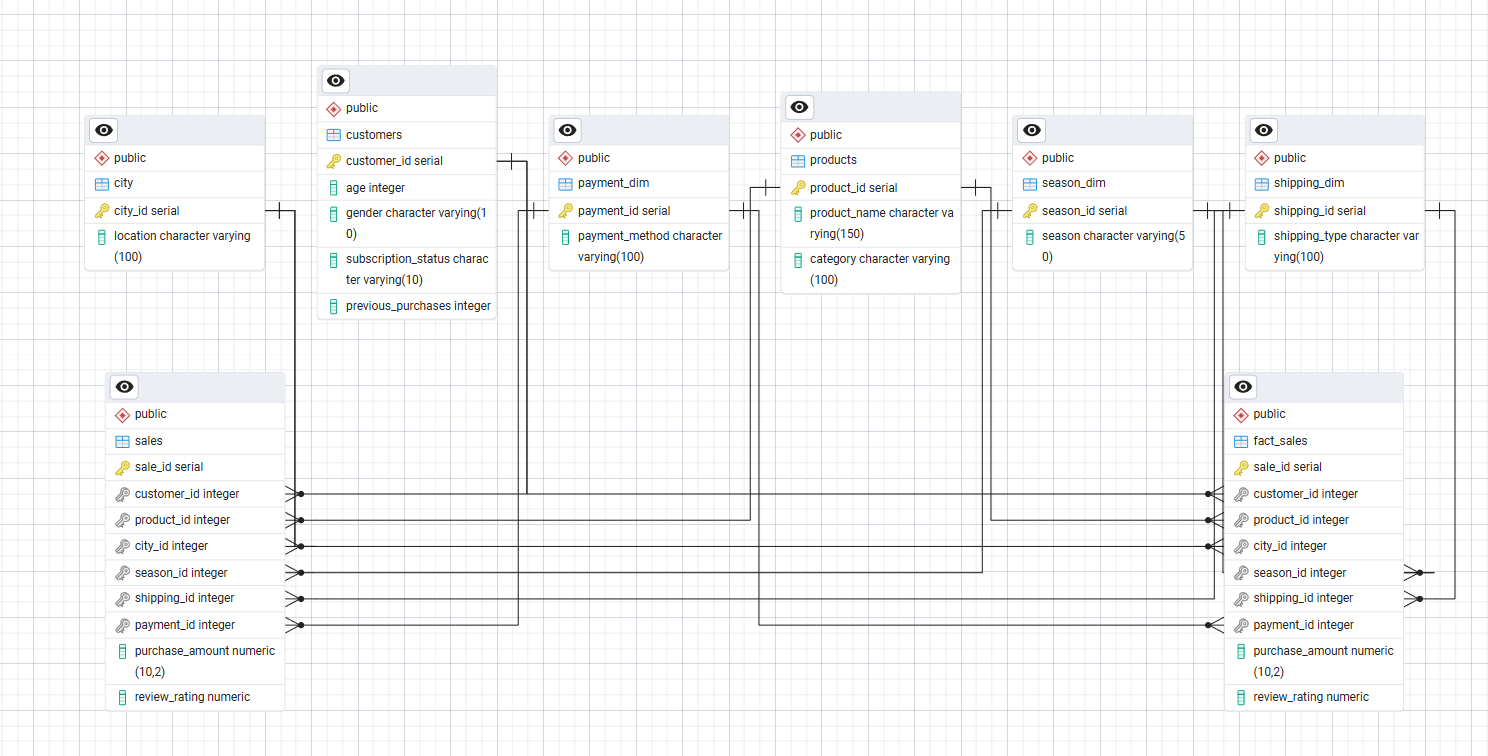 public
city
city_id serial
location character varying
(100)
public
customers
customer_id serial
age integer
gender character varying(1
0)
subscription_status charac
ter varying(10)
previous_purchases integer
public
payment_dim
payment_id serial
payment_method character
varying(100)
public
products
product_id serial
product_name character va
rying(150)
category character varying
(100)
public
season_dim
season_id serial
season character varying(5
0)
public
shipping_dim
shipping_id serial
shipping_type character var
ying(100)
public
sales
sale_id serial
customer_id integer
product_id integer
city_id integer
season_id integer
shipping_id integer
payment_id integer
purchase_amount numeric
(10,2)
review_rating numeric
public
fact_sales
sale_id serial
customer_id integer
product_id integer
city_id integer
season_id integer
shipping_id integer
payment_id integer
purchase_amount numeric
(10,2)
review_rating numeric